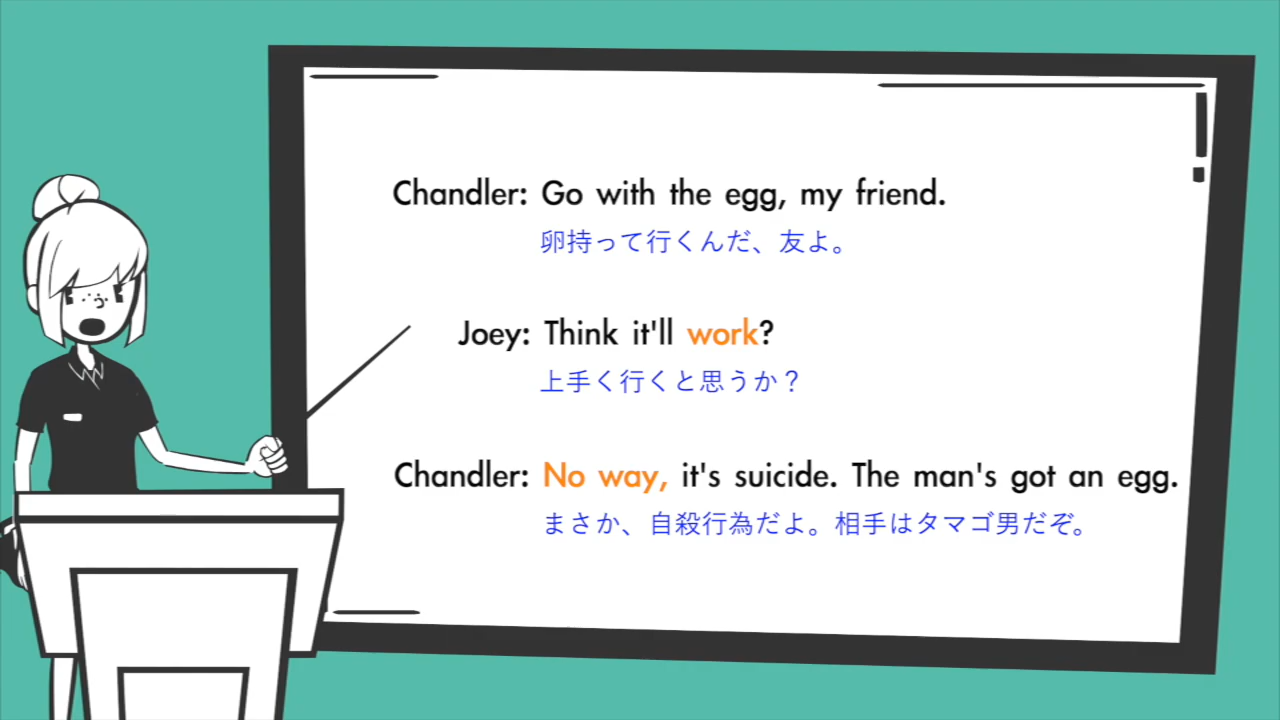 Chandler: Go with the egg, my friend.
卵持って行くんだ、友よ。
Joey: Think it'll work?
上手く行くと思うか？
Chandler: No way, it's suicide. The man's got an egg.
まさか、自殺行為だよ。相手はタマゴ男だぞ。